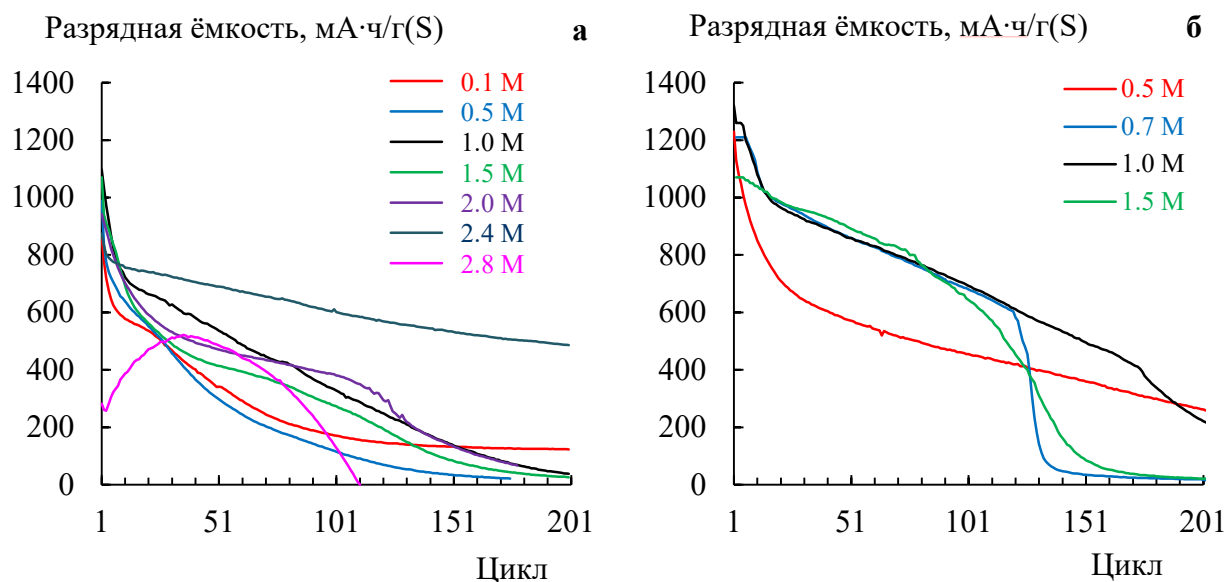 Разрядная ёмкость, мА·ч/г(S) а
1400
1200
1000
800
600
400
200
0
1 51 101 151 201
Цикл
0.1 М
0.5 М
1.0 М
1.5 М
2.0 М
2.4 М
2.8 М
Разрядная ёмкость, мА·ч/г(S) б
1400
1200
1000
800
600
400
200
0
1 51 101 151 201
Цикл
0.5 М
0.7 М
1.0 М
1.5 М